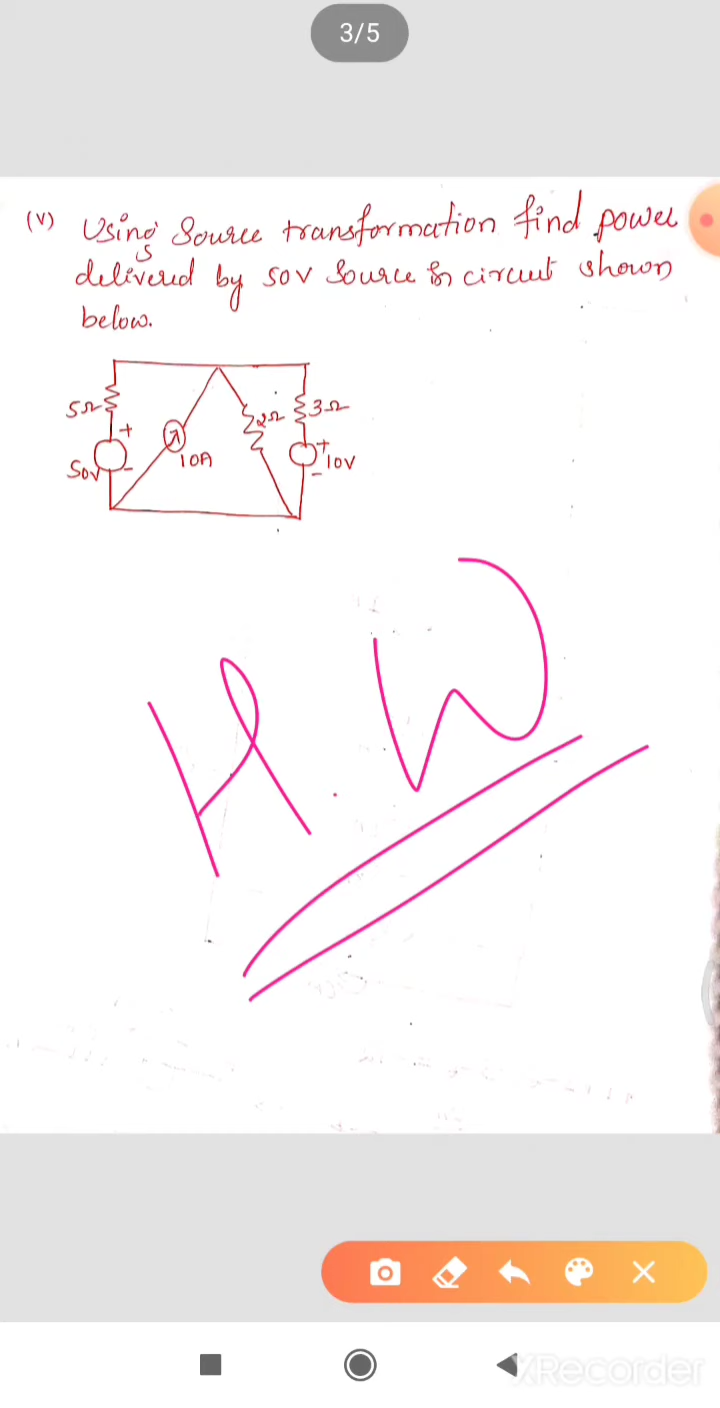 3/5
(V) Using Source transformation find power
delivered by 50V Source in circuit shown
below.
5Ω
2Ω
3Ω
+
+
50V
-
10A
10V
-
H.W
XRecorder